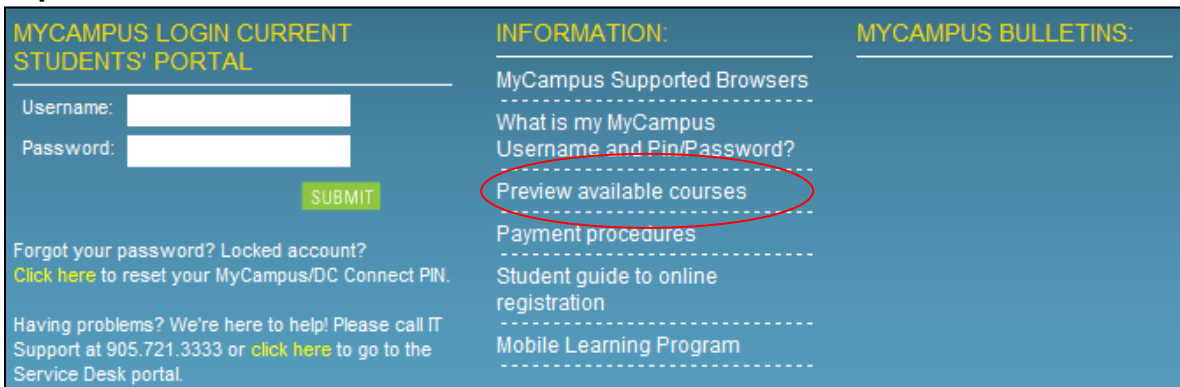 MYCAMPUS LOGIN CURRENT
STUDENTS' PORTAL
Username:
Password:
SUBMIT
Forgot your password? Locked account?
Click here to reset your MyCampus/DC Connect PIN.
Having problems? We're here to help! Please call IT
Support at 905.721.3333 or click here to go to the
Service Desk portal.
INFORMATION:
MyCampus Supported Browsers
What is my MyCampus
Username and Pin/Password?
Preview available courses
Payment procedures
Student guide to online
registration
Mobile Learning Program
MYCAMPUS BULLETINS: